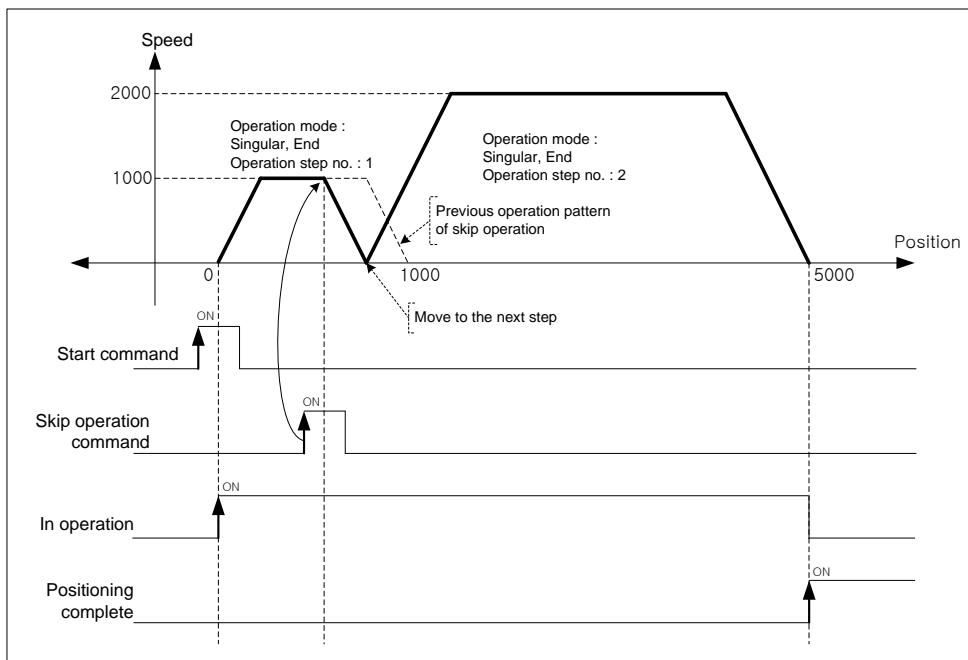 Speed
2000
Operation mode :
Singular, End
Operation step no. : 1
Operation mode :
Singular, End
Operation step no. : 2
1000
Previous operation pattern
of skip operation
Position
0
1000
5000
Move to the next step
ON
Start command
ON
Skip operation
command
ON
In operation
ON
Positioning
complete